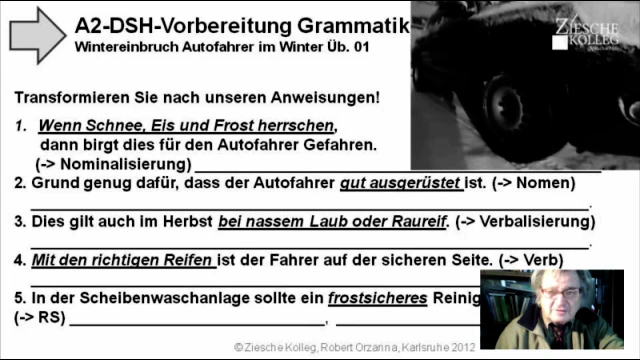 A2-DSH-Vorbereitung Grammatik
Wintereinbruch Autofahrer im Winter Üb. 01
ZIESCHE
KOLLEG
Transformieren Sie nach unseren Anweisungen!
1. Wenn Schnee, Eis und Frost herrschen,
dann birgt dies für den Autofahrer Gefahren.
(-> Nominalisierung)
2. Grund genug dafür, dass der Autofahrer gut ausgerüstet ist. (-> Nomen)
3. Dies gilt auch im Herbst bei nassem Laub oder Raureif. (-> Verbalisierung)
4. Mit den richtigen Reifen ist der Fahrer auf der sicheren Seite. (-> Verb)
5. In der Scheibenwaschanlage sollte ein frostsicheres Reinig
(-> RS) , 
©Ziesche Kolleg, Robert Orzanna, Karlsruhe 2012